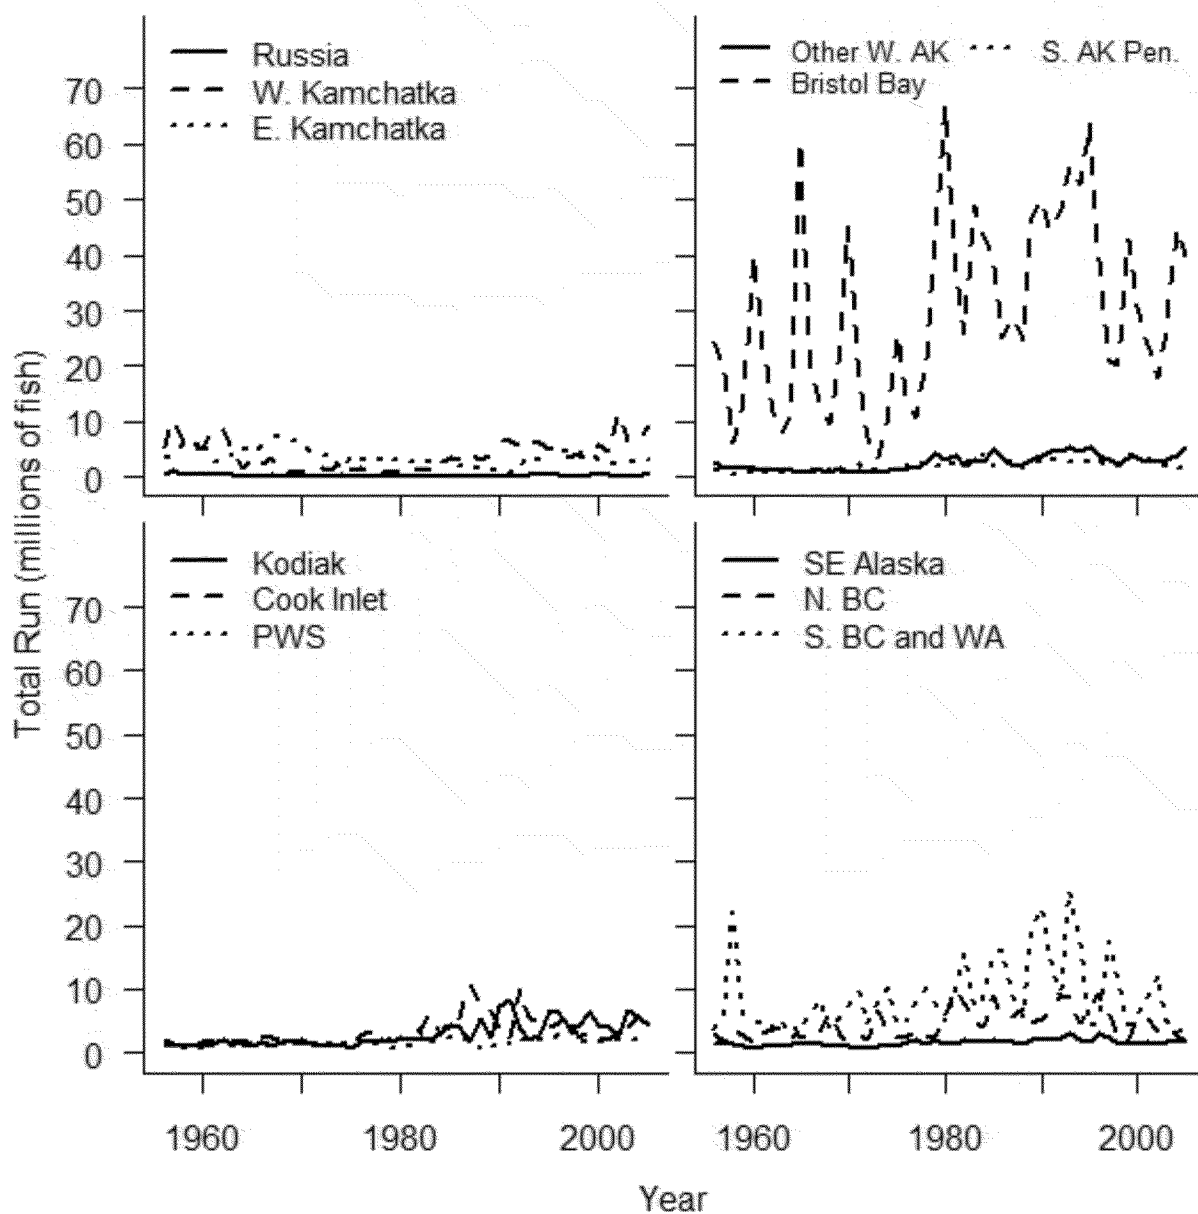 Russia
W. Kamchatka
E. Kamchatka
Other W. AK
S. AK Pen.
Bristol Bay
70
60
50
40
30
20
10
0
Kodiak
Cook Inlet
PWS
SE Alaska
N. BC
S. BC and WA
70
60
50
40
30
20
10
0
Total Run (millions of fish)
1960
1980
2000
1960
1980
2000
Year